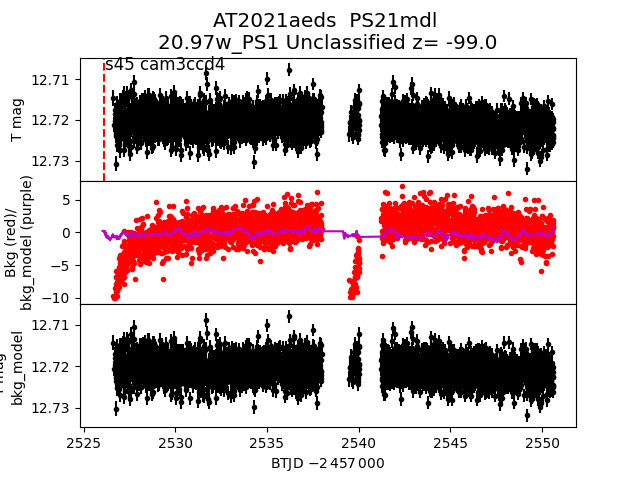 AT2021aeds  PS21mdl
20.97w_PS1 Unclassified z= -99.0
s45 cam3ccd4
12.71
12.72
12.73
T mag
5
0
−5
−10
Bkg (red)/
bkg_model (purple)
12.71
12.72
12.73
bkg_model
2525
2530
2535
2540
2545
2550
BTJD −2 457 000